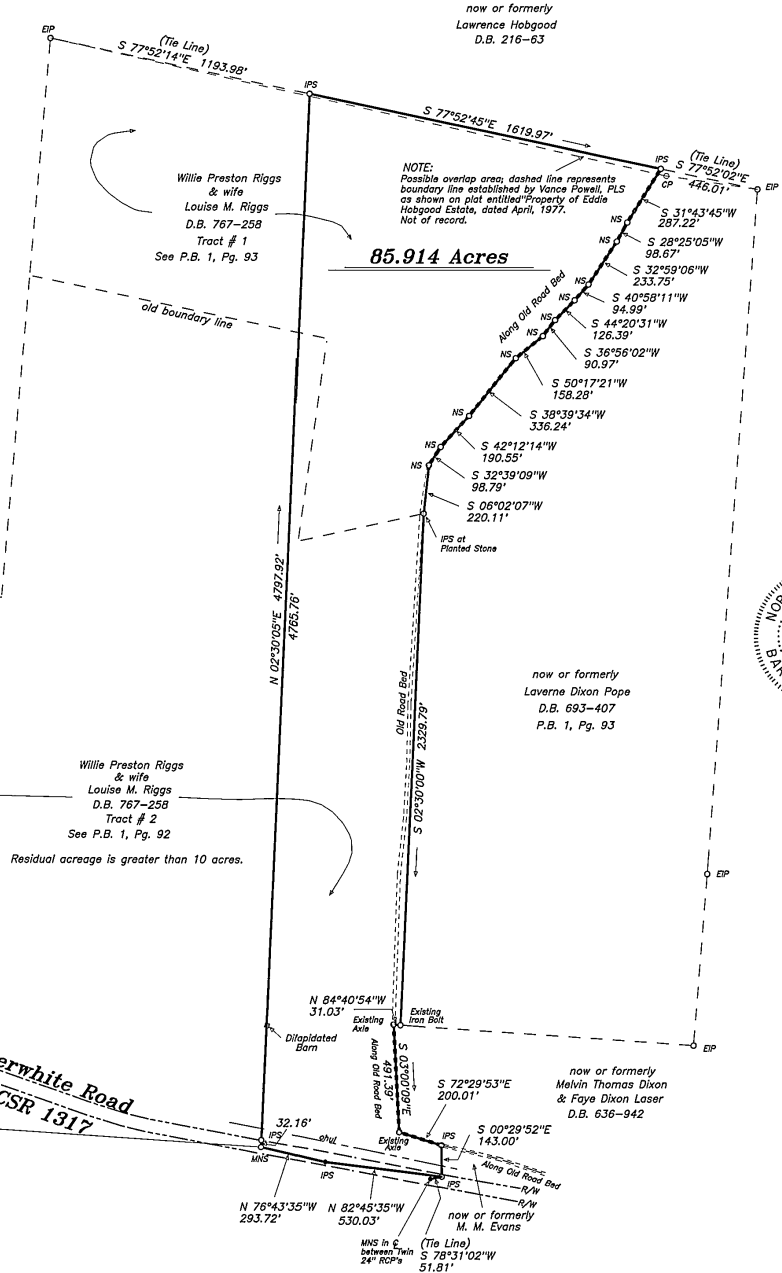 now or formerly
Lawrence Hobgood
D.B. 216-63
EIP
(Tie Line)
S 77°52'14"E 1193.98'
IPS
S 77°52'45"E 1619.97'
IPS
(Tie Line)
S 77°52'02"E
446.01'
CP
EIP
NOTE:
Possible overlap area; dashed line represents
boundary line established by Vance Powell, PLS
as shown on plat entitled"Property of Eddie
Hobgood Estate, dated April, 1977.
Not of record.
Willie Preston Riggs
& wife
Louise M. Riggs
D.B. 767-258
Tract # 1
See P.B. 1, Pg. 93
85.914 Acres
S 31°43'45"W
287.22'
S 28°25'05"W
98.67'
S 32°59'06"W
233.75'
NS
NS
NS
S 40°58'11"W
94.99'
Along Old Road Bed
NS
S 44°20'31"W
126.39'
NS
NS
S 36°56'02"W
90.97'
NS
S 50°17'21"W
158.28'
old boundary line
NS
S 38°39'34"W
336.24'
NS
S 42°12'14"W
190.55'
NS
S 32°39'09"W
98.79'
S 06°02'07"W
220.11'
IPS at
Planted Stone
N 02°30'05"E 4797.92'
4765.76'
Old Road Bed
S 02°30'00"W 2329.79'
NOR
BAR
now or formerly
Laverne Dixon Pope
D.B. 693-407
P.B. 1, Pg. 93
Willie Preston Riggs
& wife
Louise M. Riggs
D.B. 767-258
Tract # 2
See P.B. 1, Pg. 92
Residual acreage is greater than 10 acres.
EIP
N 84°40'54"W
31.03'
Existing
Axle
Existing
Iron Bolt
EIP
Dilapidated
Barn
Along Old Road Bed
S 03°00'09"E
491.39'
now or formerly
Melvin Thomas Dixon
& Faye Dixon Laser
D.B. 636-942
S 72°29'53"E
200.01'
erwhite Road
CSR 1317
32.16'
IPS
ohul
Existing
Axle
IPS
S 00°29'52"E
143.00'
Along Old Road Bed
MNS
IPS
IPS
R/W
R/W
N 76°43'35"W
293.72'
N 82°45'35"W
530.03'
now or formerly
M. M. Evans
MNS in ℄
between Twin
24" RCP's
(Tie Line)
S 78°31'02"W
51.81'